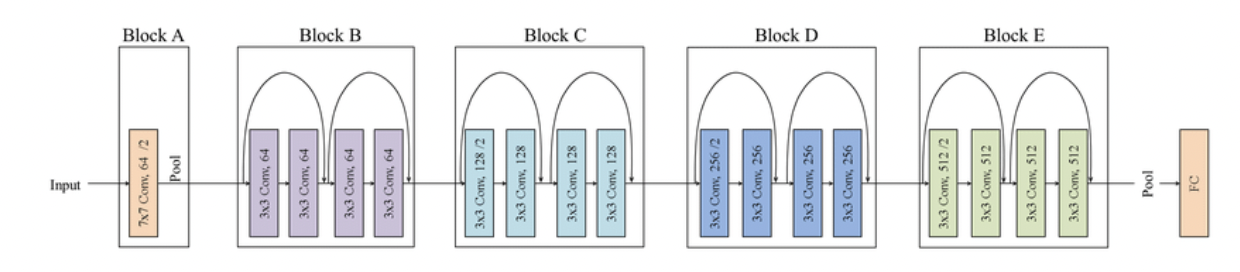 Block A
Block B
Block C
Block D
Block E
Input
7x7 Conv, 64 /2
Pool
3x3 Conv, 64
3x3 Conv, 64
3x3 Conv, 64
3x3 Conv, 64
3x3 Conv, 128 /2
3x3 Conv, 128
3x3 Conv, 128
3x3 Conv, 128
3x3 Conv, 256 /2
3x3 Conv, 256
3x3 Conv, 256
3x3 Conv, 256
3x3 Conv, 512 /2
3x3 Conv, 512
3x3 Conv, 512
3x3 Conv, 512
Pool
FC